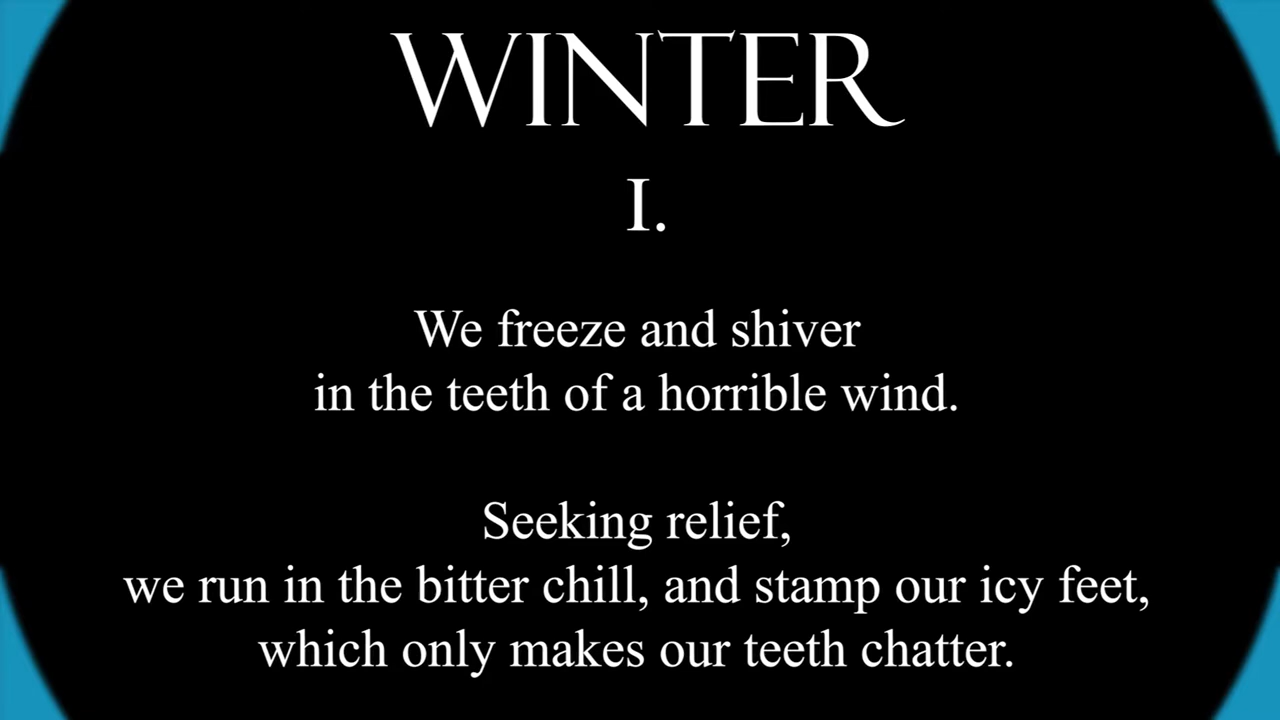 WINTER
I.
We freeze and shiver
in the teeth of a horrible wind.
Seeking relief,
we run in the bitter chill, and stamp our icy feet,
which only makes our teeth chatter.